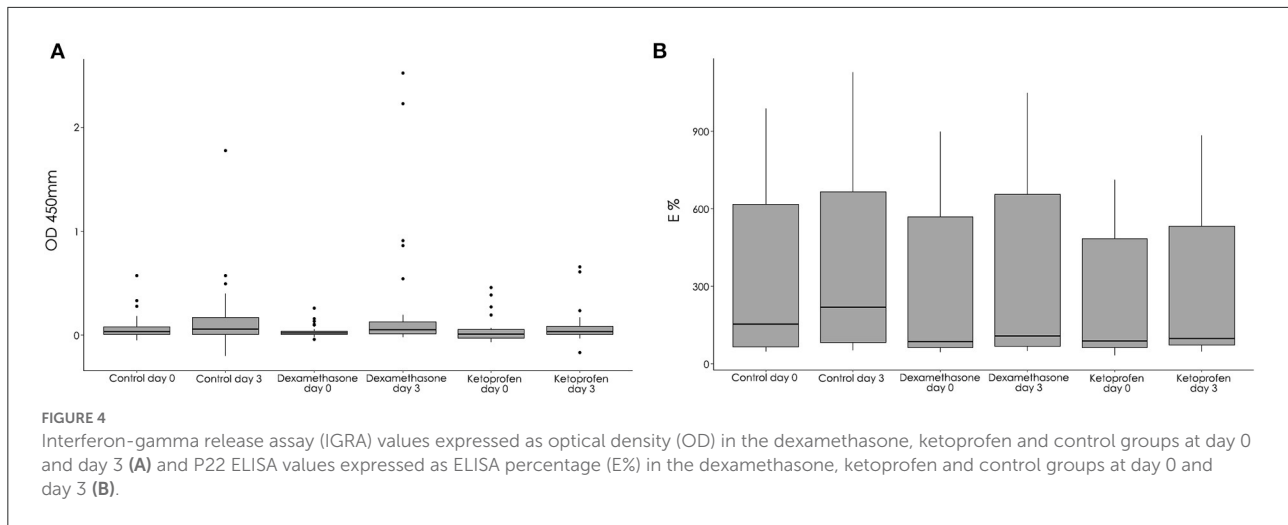 A
OD 450mm
2
1
0
Control day 0
Control day 3
Dexamethasone
day 0
Dexamethasone
day 3
Ketoprofen
day 0
Ketoprofen
day 3
B
E %
900
600
300
0
Control day 0
Control day 3
Dexamethasone
day 0
Dexamethasone
day 3
Ketoprofen
day 0
Ketoprofen
day 3
FIGURE 4
Interferon-gamma release assay (IGRA) values expressed as optical density (OD) in the dexamethasone, ketoprofen and control groups at day 0
and day 3 (A) and P22 ELISA values expressed as ELISA percentage (E%) in the dexamethasone, ketoprofen and control groups at day 0 and
day 3 (B).